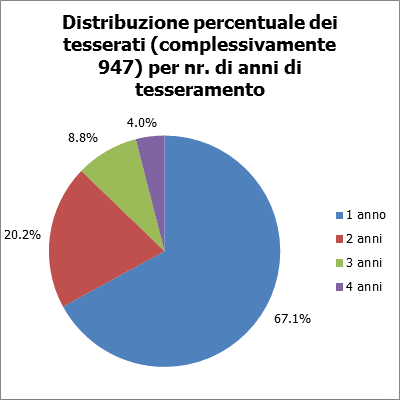 Distribuzione percentuale dei
tesserati (complessivamente
947) per nr. di anni di
tesseramento
4.0%
8.8%
20.2%
67.1%
1 anno
2 anni
3 anni
4 anni